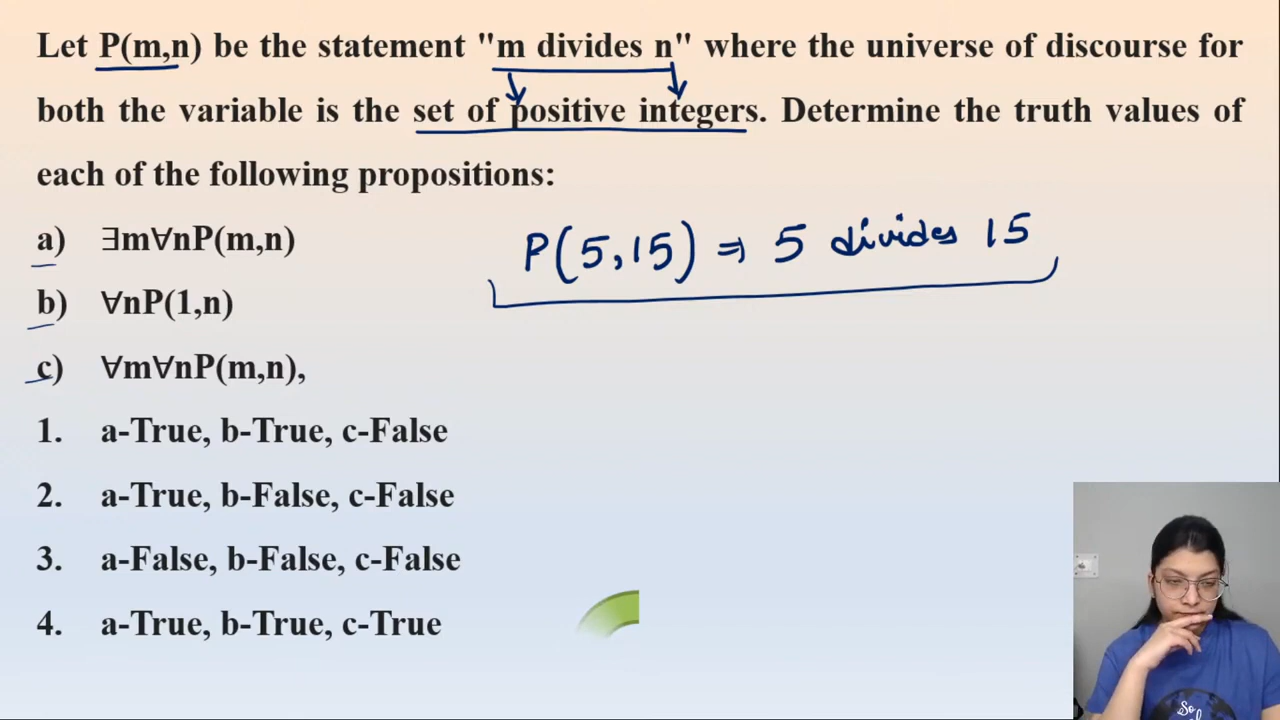 Let P(m,n) be the statement "m divides n" where the universe of discourse for
both the variable is the set of positive integers. Determine the truth values of
each of the following propositions:
a) ∃m∀nP(m,n)
P(5,15) ⇒ 5 divides 15
b) ∀nP(1,n)
c) ∀m∀nP(m,n),
1. a-True, b-True, c-False
2. a-True, b-False, c-False
3. a-False, b-False, c-False
4. a-True, b-True, c-True
So